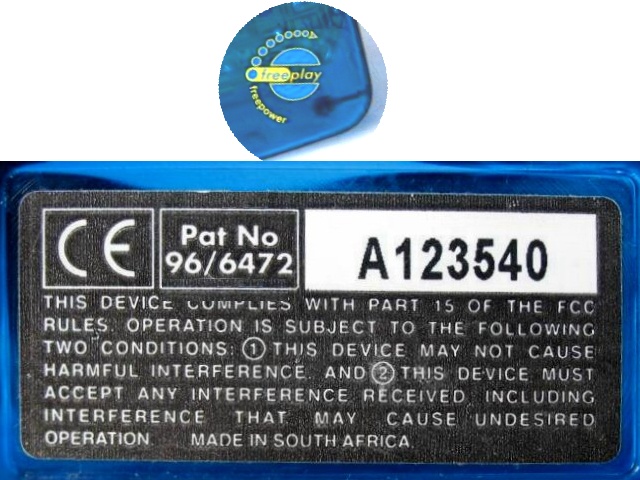 freeplay
freepower
CE
Pat No
96/6472
A123540
THIS DEVICE COMPLIES WITH PART 15 OF THE FCC
RULES. OPERATION IS SUBJECT TO THE FOLLOWING
TWO CONDITIONS: ① THIS DEVICE MAY NOT CAUSE
HARMFUL INTERFERENCE AND ② THIS DEVICE MUST
ACCEPT ANY INTERFERENCE RECEIVED INCLUDING
INTERFERENCE THAT MAY CAUSE UNDESIRED
OPERATION. MADE IN SOUTH AFRICA.